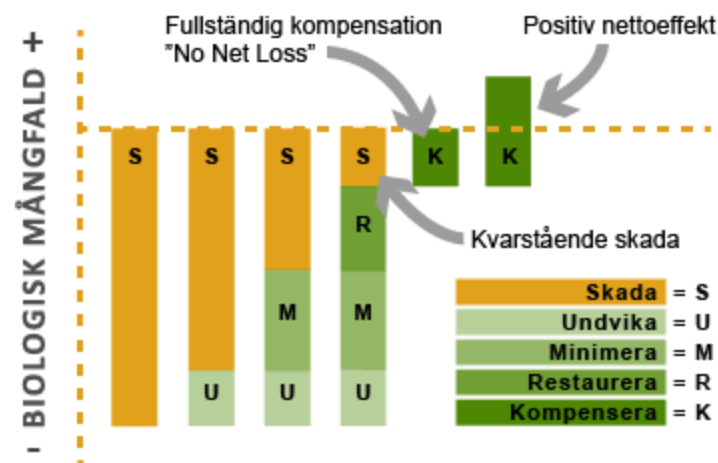 Fullständig kompensation
"No Net Loss"
Positiv nettoeffekt
- BIOLOGISK MÅNGFALD +
S
S
S
S
K
K
R
Kvarstående skada
M
M
U
U
U
Skada = S
Undvika = U
Minimera = M
Restaurera = R
Kompensera = K